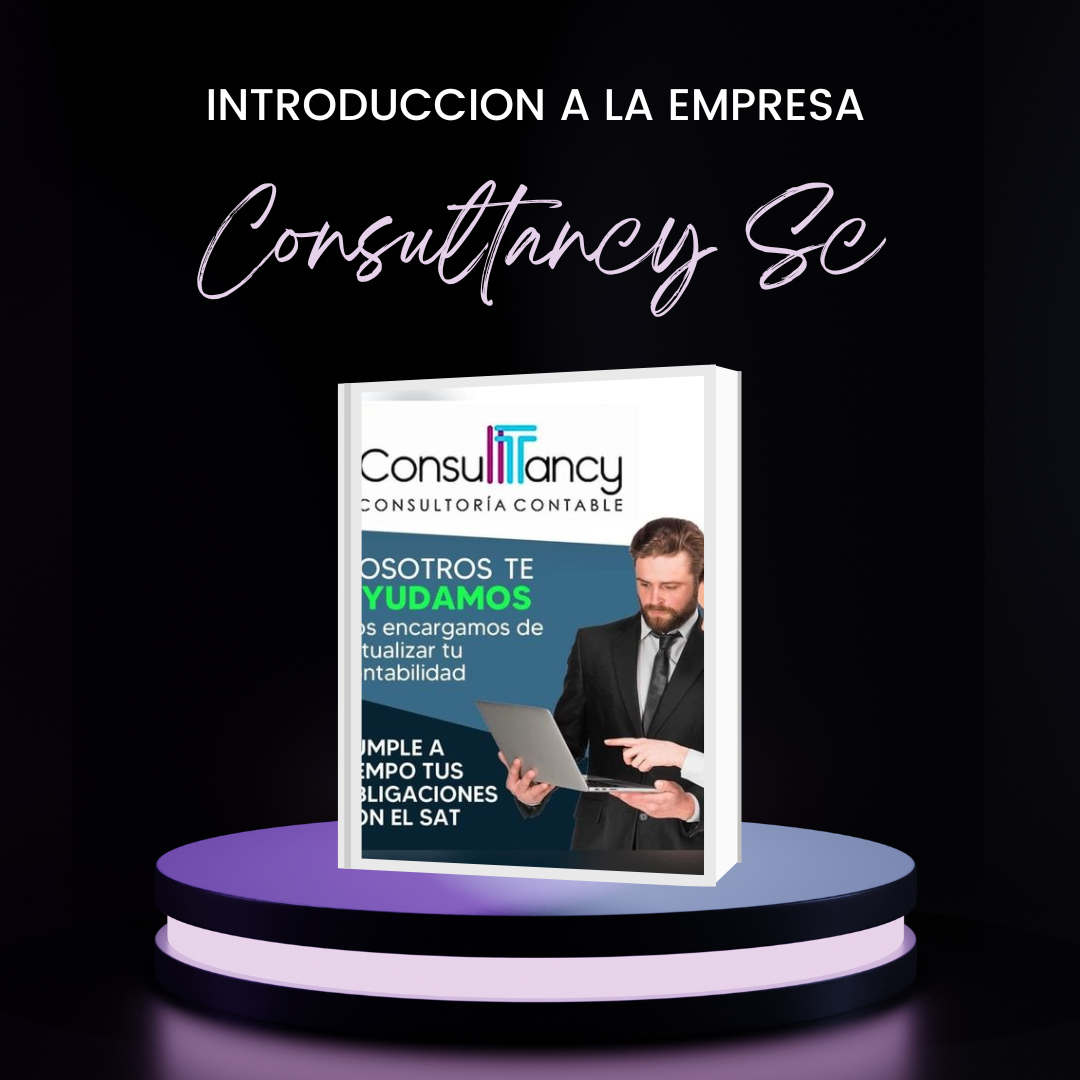 INTRODUCCION A LA EMPRESA
Consultancy Sc
Consultancy
CONSULTORÍA CONTABLE
OSOTROS TE
YUDAMOS
os encargamos de
tualizar tu
ntabilidad
UMPLE A
EMPO TUS
BLIGACIONES
ON EL SAT